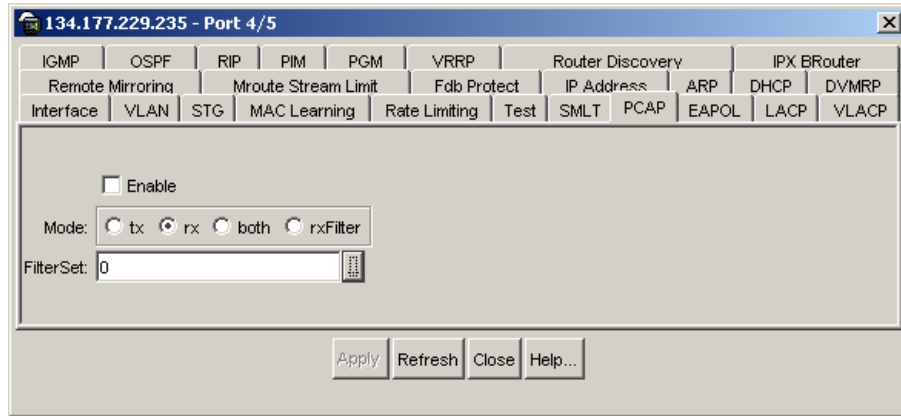 134.177.229.235 - Port 4/5
IGMP OSPF RIP PIM PGM VRRP Router Discovery IPX BRouter
Remote Mirroring Mroute Stream Limit Fdb Protect IP Address ARP DHCP DVMRP
Interface VLAN STG MAC Learning Rate Limiting Test SMLT PCAP EAPOL LACP VLACP
Enable
Mode: tx rx both rxFilter
FilterSet: 0
Apply Refresh Close Help...